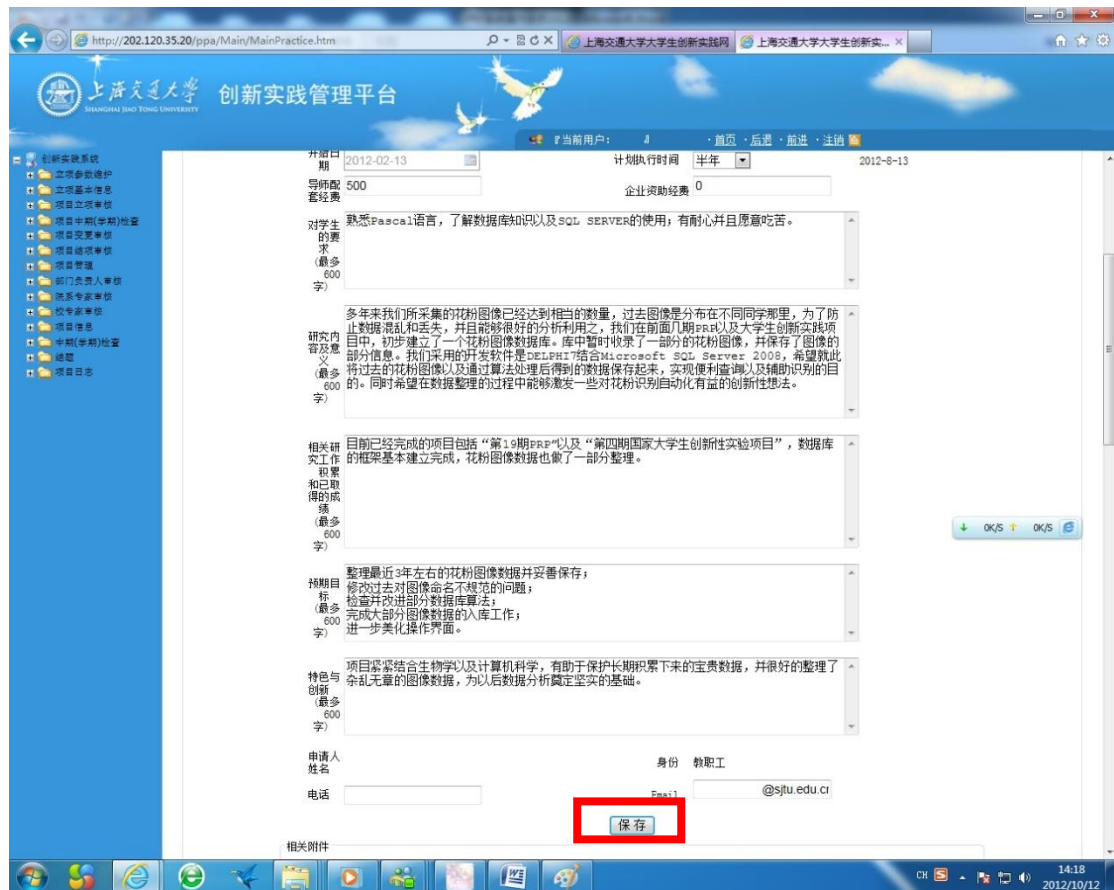 http://202.120.35.20/ppa/Main/MainPractice.htm
上海交通大学大学生创新实践网
上海交通大学大学生创新实...
上海交通大学
SHANGHAI JIAO TONG UNIVERSITY
创新实践管理平台
当前用户：
·首页 ·后退 ·前进 ·注销
创新实践系统
立项参数维护
立项基本信息
项目立项审核
项目中期(学期)检查
项目变更审核
项目结项审核
项目管理
部门负责人审核
院系专家审核
校专家审核
项目信息
中期(学期)检查
结题
项目日志
开始日期
2012-02-13
计划执行时间
半年
2012-8-13
导师配
套经费
500
企业资助经费
0
对学生
的要
求
(最多
600
字)
熟悉Pascal语言，了解数据库知识以及SQL SERVER的使用；有耐心并且愿意吃苦。
研究内
容及意
义
(最多
600
字)
多年来我们所采集的花粉图像已经达到相当的数量，过去图像是分布在不同同学那里，为了防
止数据混乱和丢失，并且能够很好的分析利用之，我们在前面几期PRP以及大学生创新实践项
目中，初步建立了一个花粉图像数据库。库中暂时收录了一部分的花粉图像，并保存了图像的
部分信息。我们采用的开发软件是DELPHI7结合Microsoft SQL Server 2008，希望就此
将过去的花粉图像以及通过算法处理后得到的数据保存起来，实现便利查询以及辅助识别的目
的。同时希望在数据整理的过程中能够激发一些对花粉识别自动化有益的创新性想法。
相关研
究工作
积累
和已取
得的成
绩
(最多
600
字)
目前已经完成的项目包括“第19期PRP”以及“第四期国家大学生创新性实验项目”，数据库
的框架基本建立完成，花粉图像数据也做了一部分整理。
预期目
标
(最多
600
字)
整理最近3年左右的花粉图像数据并妥善保存；
修改过去对图像命名不规范的问题；
检查并改进部分数据库算法；
完成大部分图像数据的入库工作；
进一步美化操作界面。
特色与
创新
(最多
600
字)
项目紧紧结合生物学以及计算机科学，有助于保护长期积累下来的宝贵数据，并很好的整理了
杂乱无章的图像数据，为以后数据分析奠定坚实的基础。
申请人
姓名
身份
教职工
电话
Email
@sjtu.edu.cr
保存
相关附件
0K/S
0K/S
CH
14:18
2012/10/12